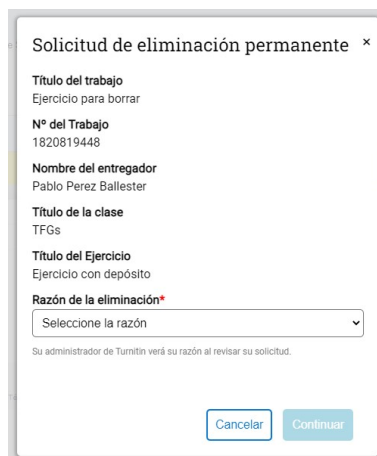 Solicitud de eliminación permanente ×
Título del trabajo
Ejercicio para borrar
Nº del Trabajo
1820819448
Nombre del entregador
Pablo Perez Ballester
Título de la clase
TFGs
Título del Ejercicio
Ejercicio con depósito
Razón de la eliminación*
Seleccione la razón
Su administrador de Turnitin verá su razón al revisar su solicitud.
Cancelar Continuar